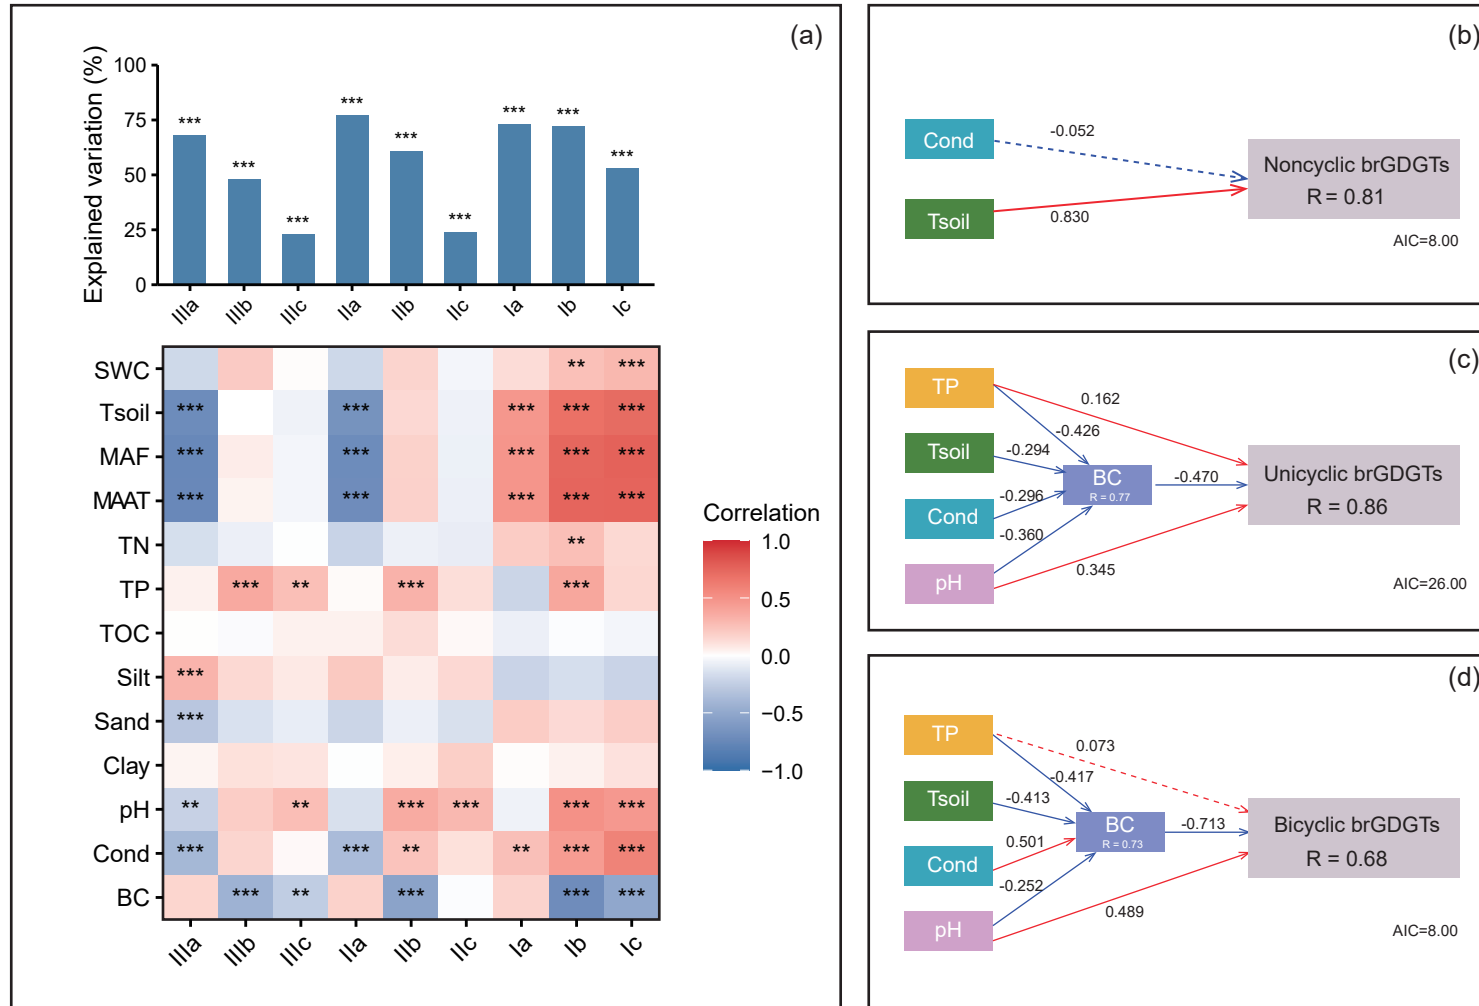 (a)
Explained variation (%)
100
75
50
25
0
*** *** *** *** *** *** *** *** ***
IIIa IIIb IIIc IIa IIb IIc Ia Ib Ic
SWC ** ***
Tsoil *** *** *** *** ***
MAF *** *** *** *** ***
MAAT *** *** *** *** ***
TN **
TP *** ** *** ***
TOC
Silt ***
Sand ***
Clay
pH ** ** *** *** *** ***
Cond *** *** ** ** *** ***
BC *** ** *** *** ***
IIIa IIIb IIIc IIa IIb IIc Ia Ib Ic
Correlation
1.0
0.5
0.0
−0.5
−1.0
(b)
Cond
-0.052
Tsoil
0.830
Noncyclic brGDGTs
R = 0.81
AIC=8.00
(c)
TP
0.162
-0.426
Tsoil
-0.294
BC
R = 0.77
-0.470
Cond
-0.296
-0.360
pH
0.345
Unicyclic brGDGTs
R = 0.86
AIC=26.00
(d)
TP
0.073
-0.417
Tsoil
-0.413
BC
R = 0.73
-0.713
Cond
0.501
-0.252
pH
0.489
Bicyclic brGDGTs
R = 0.68
AIC=8.00